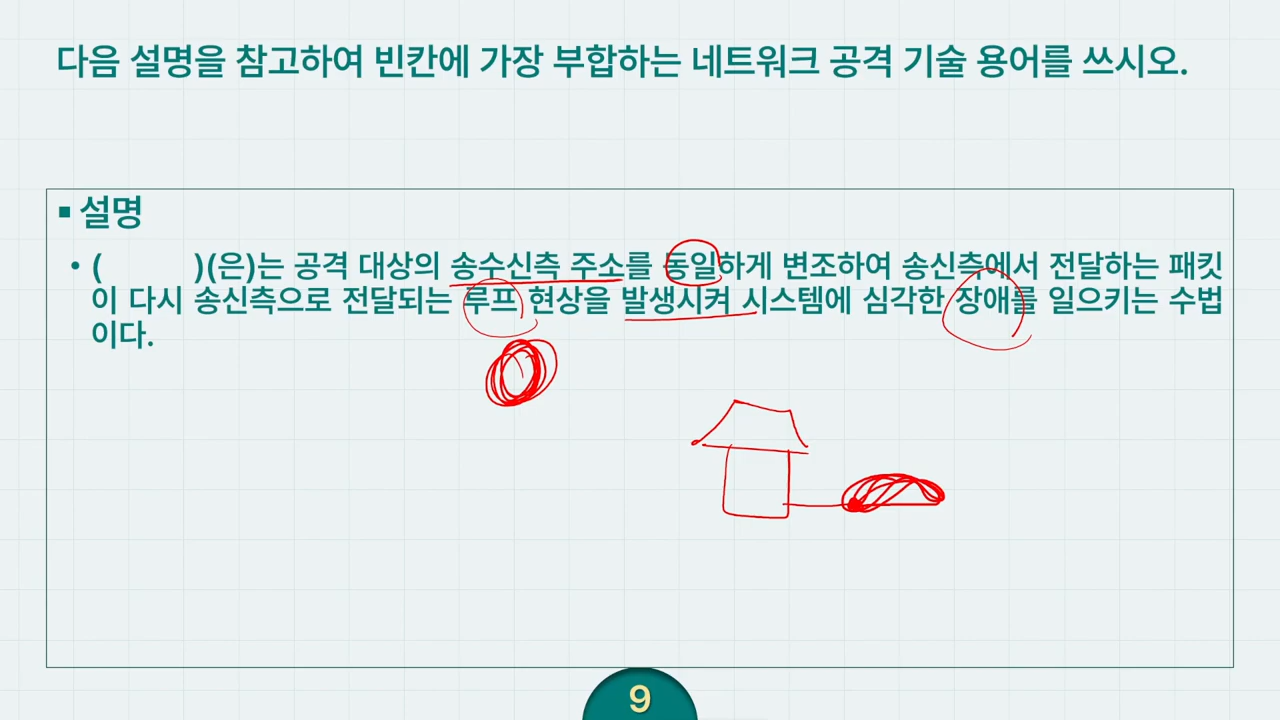 다음 설명을 참고하여 빈칸에 가장 부합하는 네트워크 공격 기술 용어를 쓰시오.
▪ 설명
• (          )(은)는 공격 대상의 송수신측 주소를 동일하게 변조하여 송신측에서 전달하는 패킷
이 다시 송신측으로 전달되는 루프 현상을 발생시켜 시스템에 심각한 장애를 일으키는 수법
이다.
9